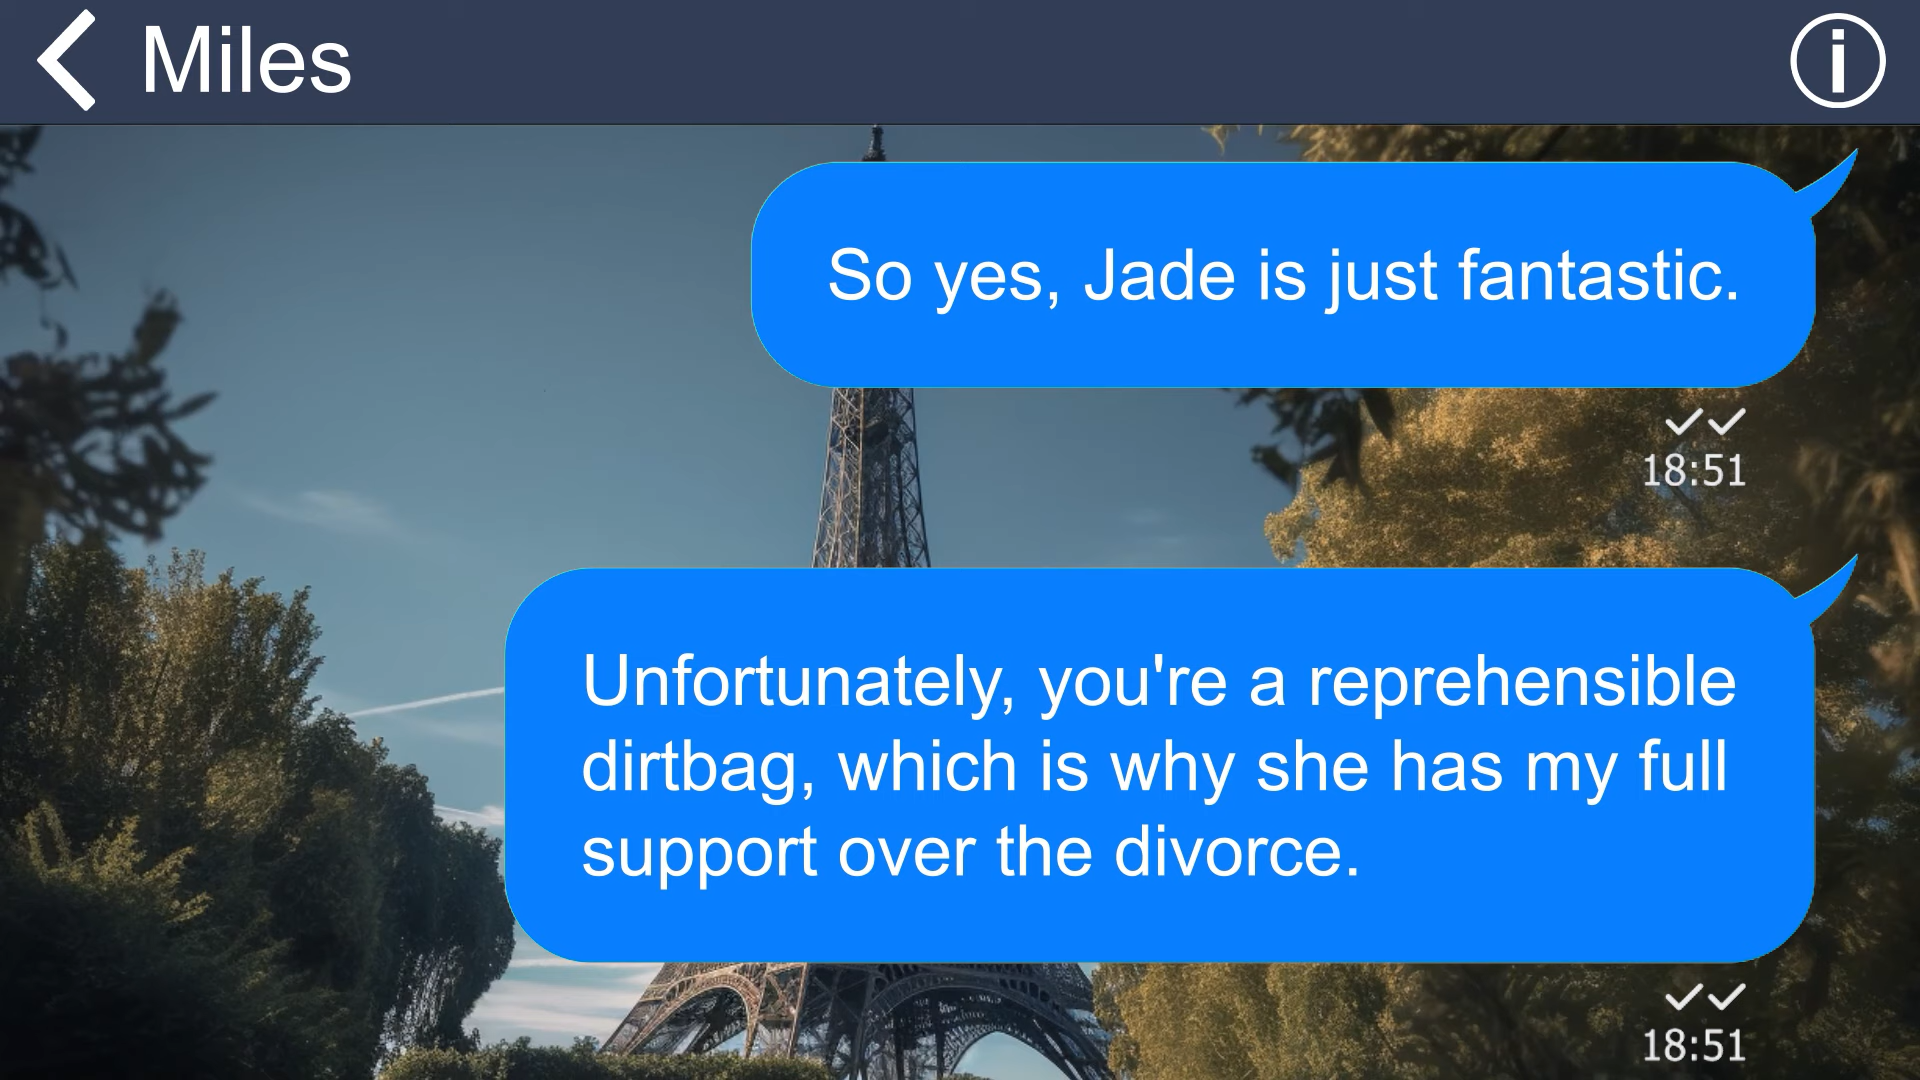 Miles
So yes, Jade is just fantastic.
18:51
Unfortunately, you're a reprehensible
dirtbag, which is why she has my full
support over the divorce.
18:51